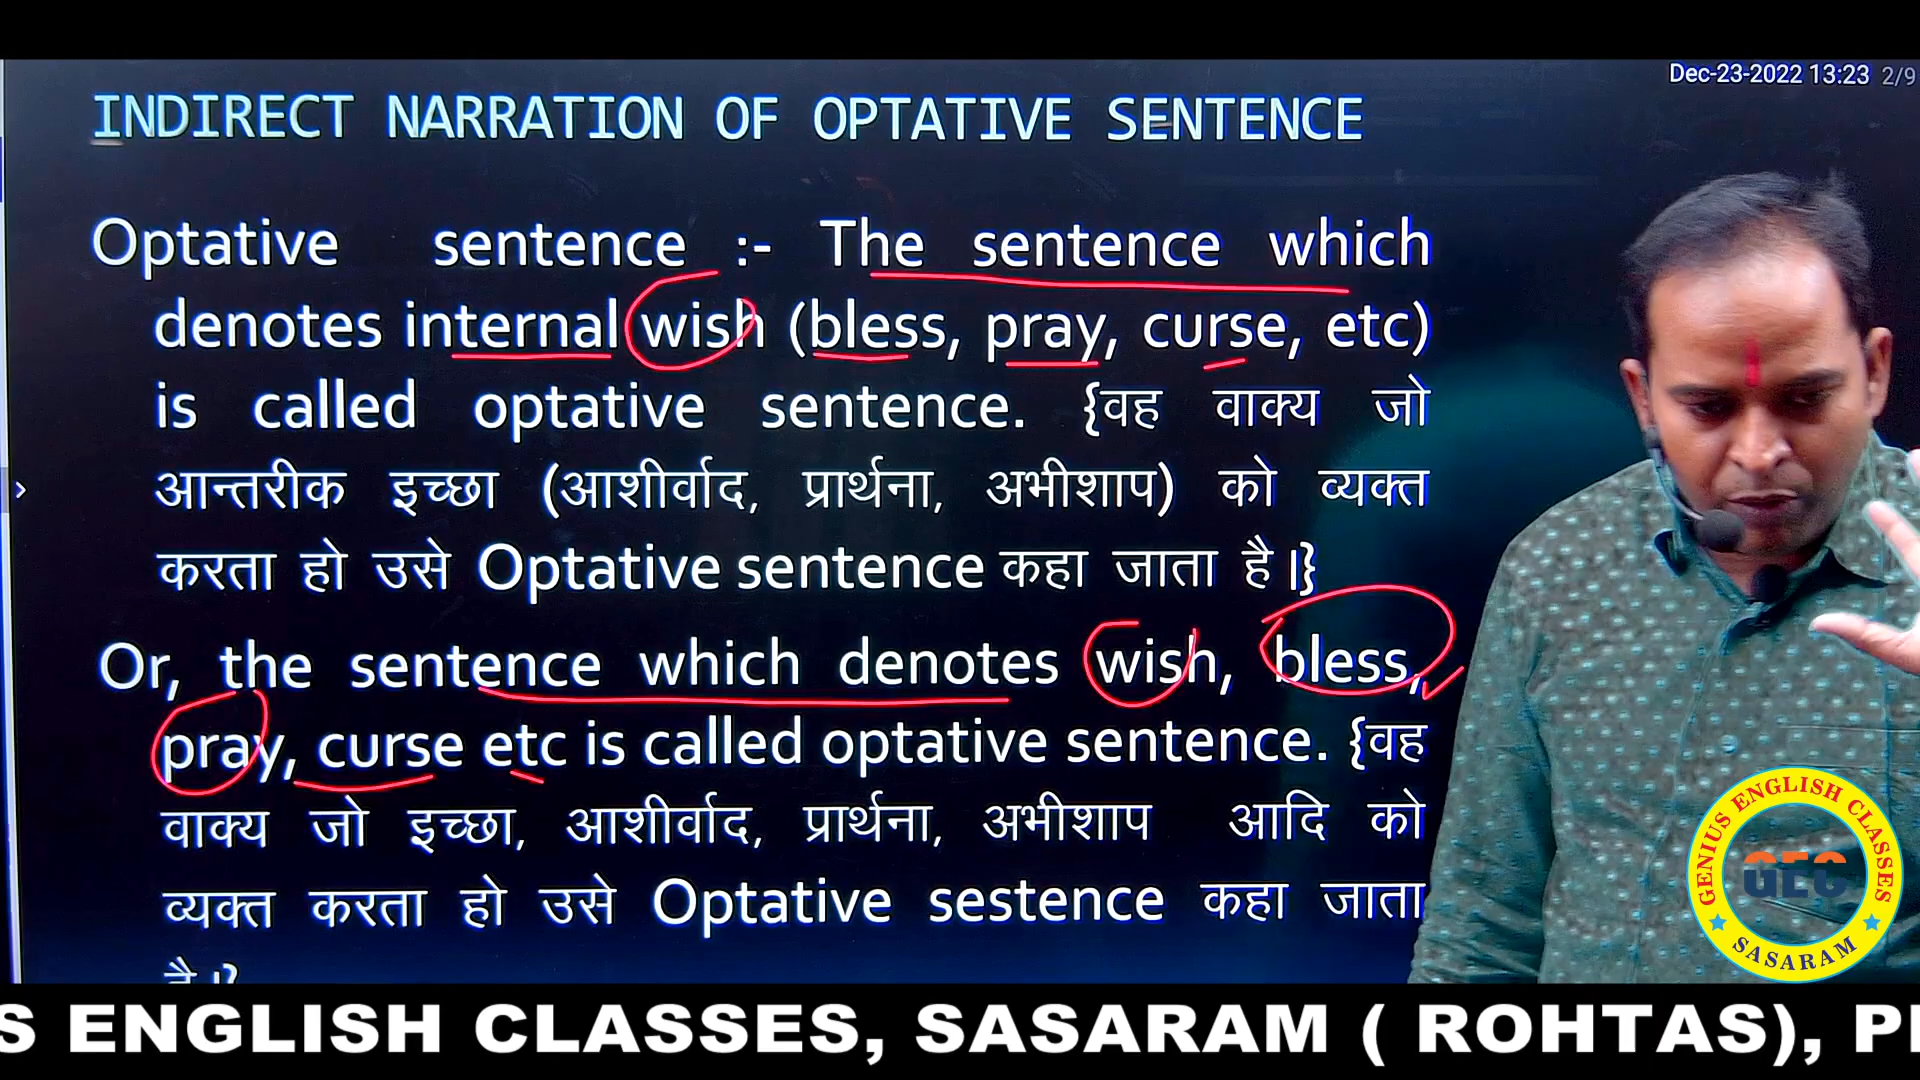 Dec-23-2022 13:23 2/9
INDIRECT NARRATION OF OPTATIVE SENTENCE
Optative sentence :- The sentence which
denotes internal wish (bless, pray, curse, etc)
is called optative sentence. {वह वाक्य जो
आन्तरीक इच्छा (आशीर्वाद, प्रार्थना, अभीशाप) को व्यक्त
करता हो उसे Optative sentence कहा जाता है।}
Or, the sentence which denotes wish, bless,
pray, curse etc is called optative sentence. {वह
वाक्य जो इच्छा, आशीर्वाद, प्रार्थना, अभीशाप आदि को
व्यक्त करता हो उसे Optative sestence कहा जाता
है।}
GENIUS ENGLISH CLASSES
GEC
SASARAM
S ENGLISH CLASSES, SASARAM ( ROHTAS),